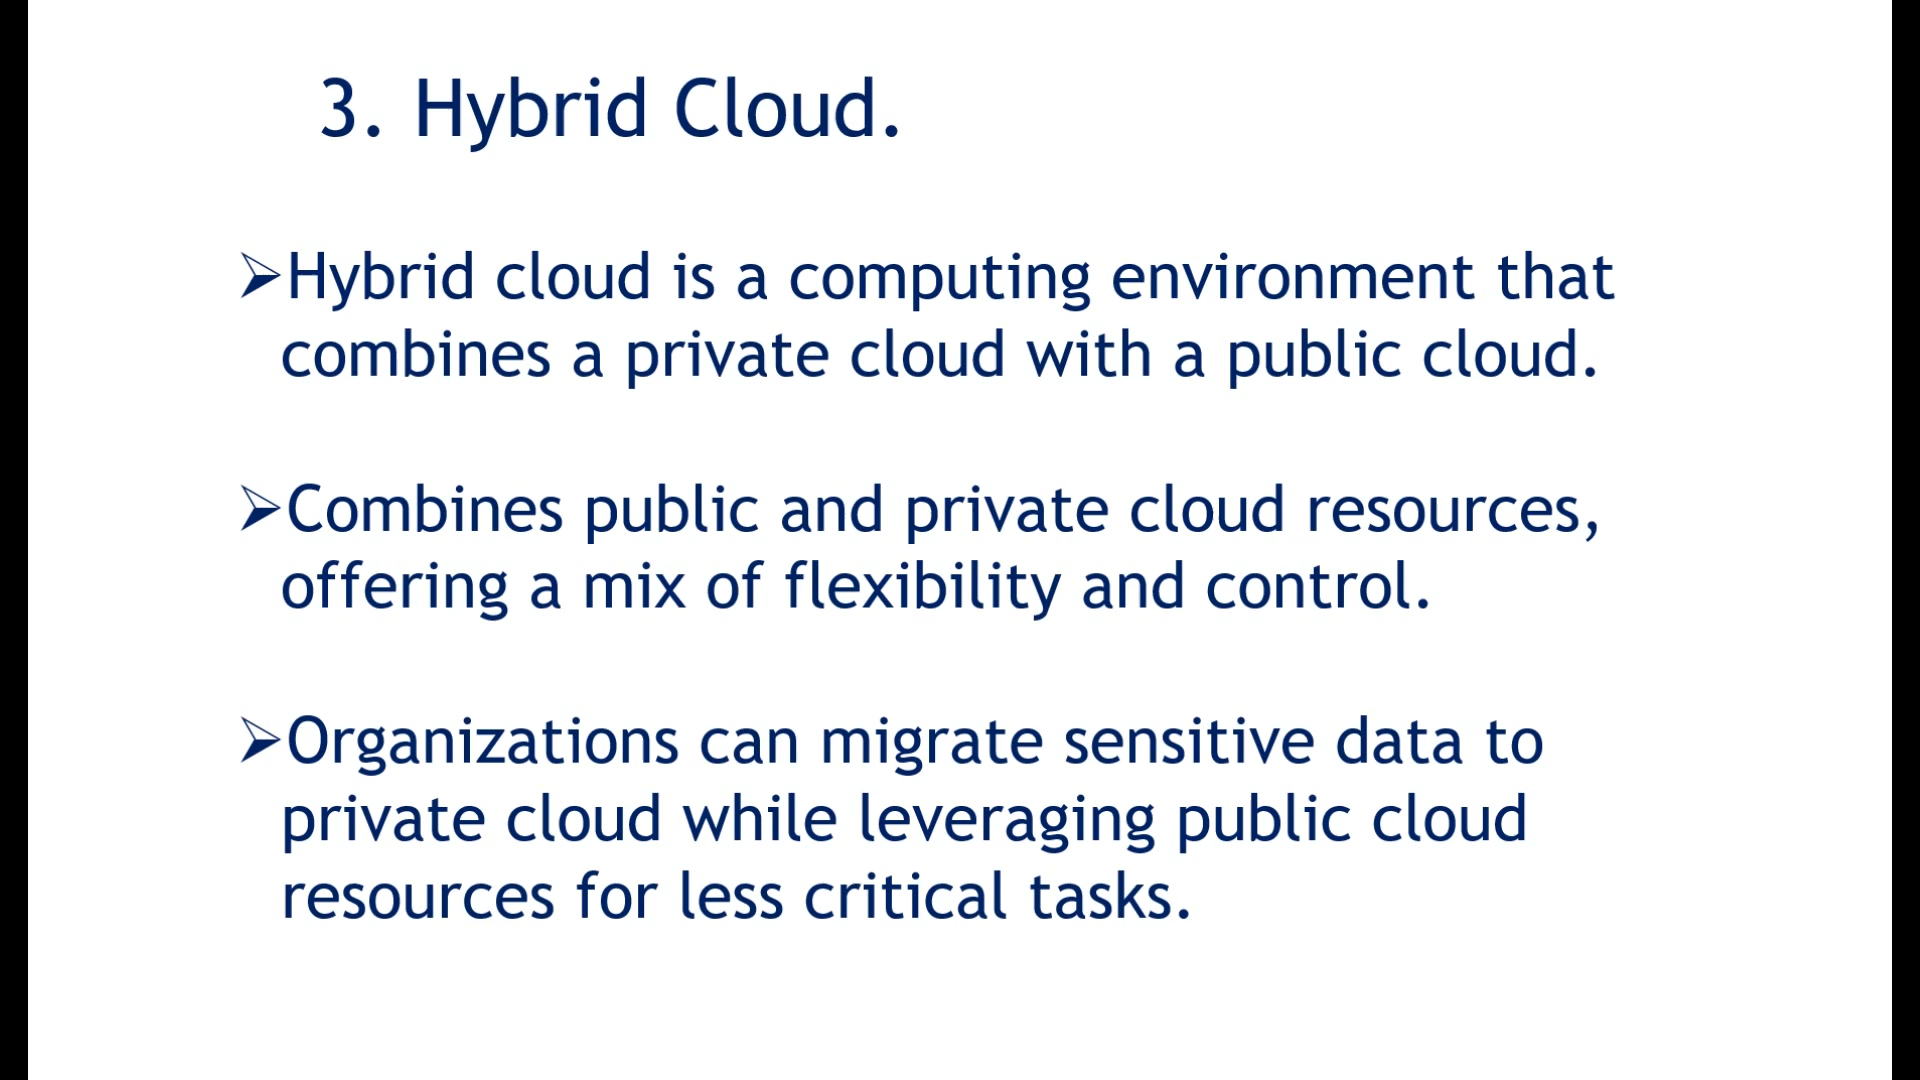 3. Hybrid Cloud.
➢Hybrid cloud is a computing environment that
combines a private cloud with a public cloud.
➢Combines public and private cloud resources,
offering a mix of flexibility and control.
➢Organizations can migrate sensitive data to
private cloud while leveraging public cloud
resources for less critical tasks.